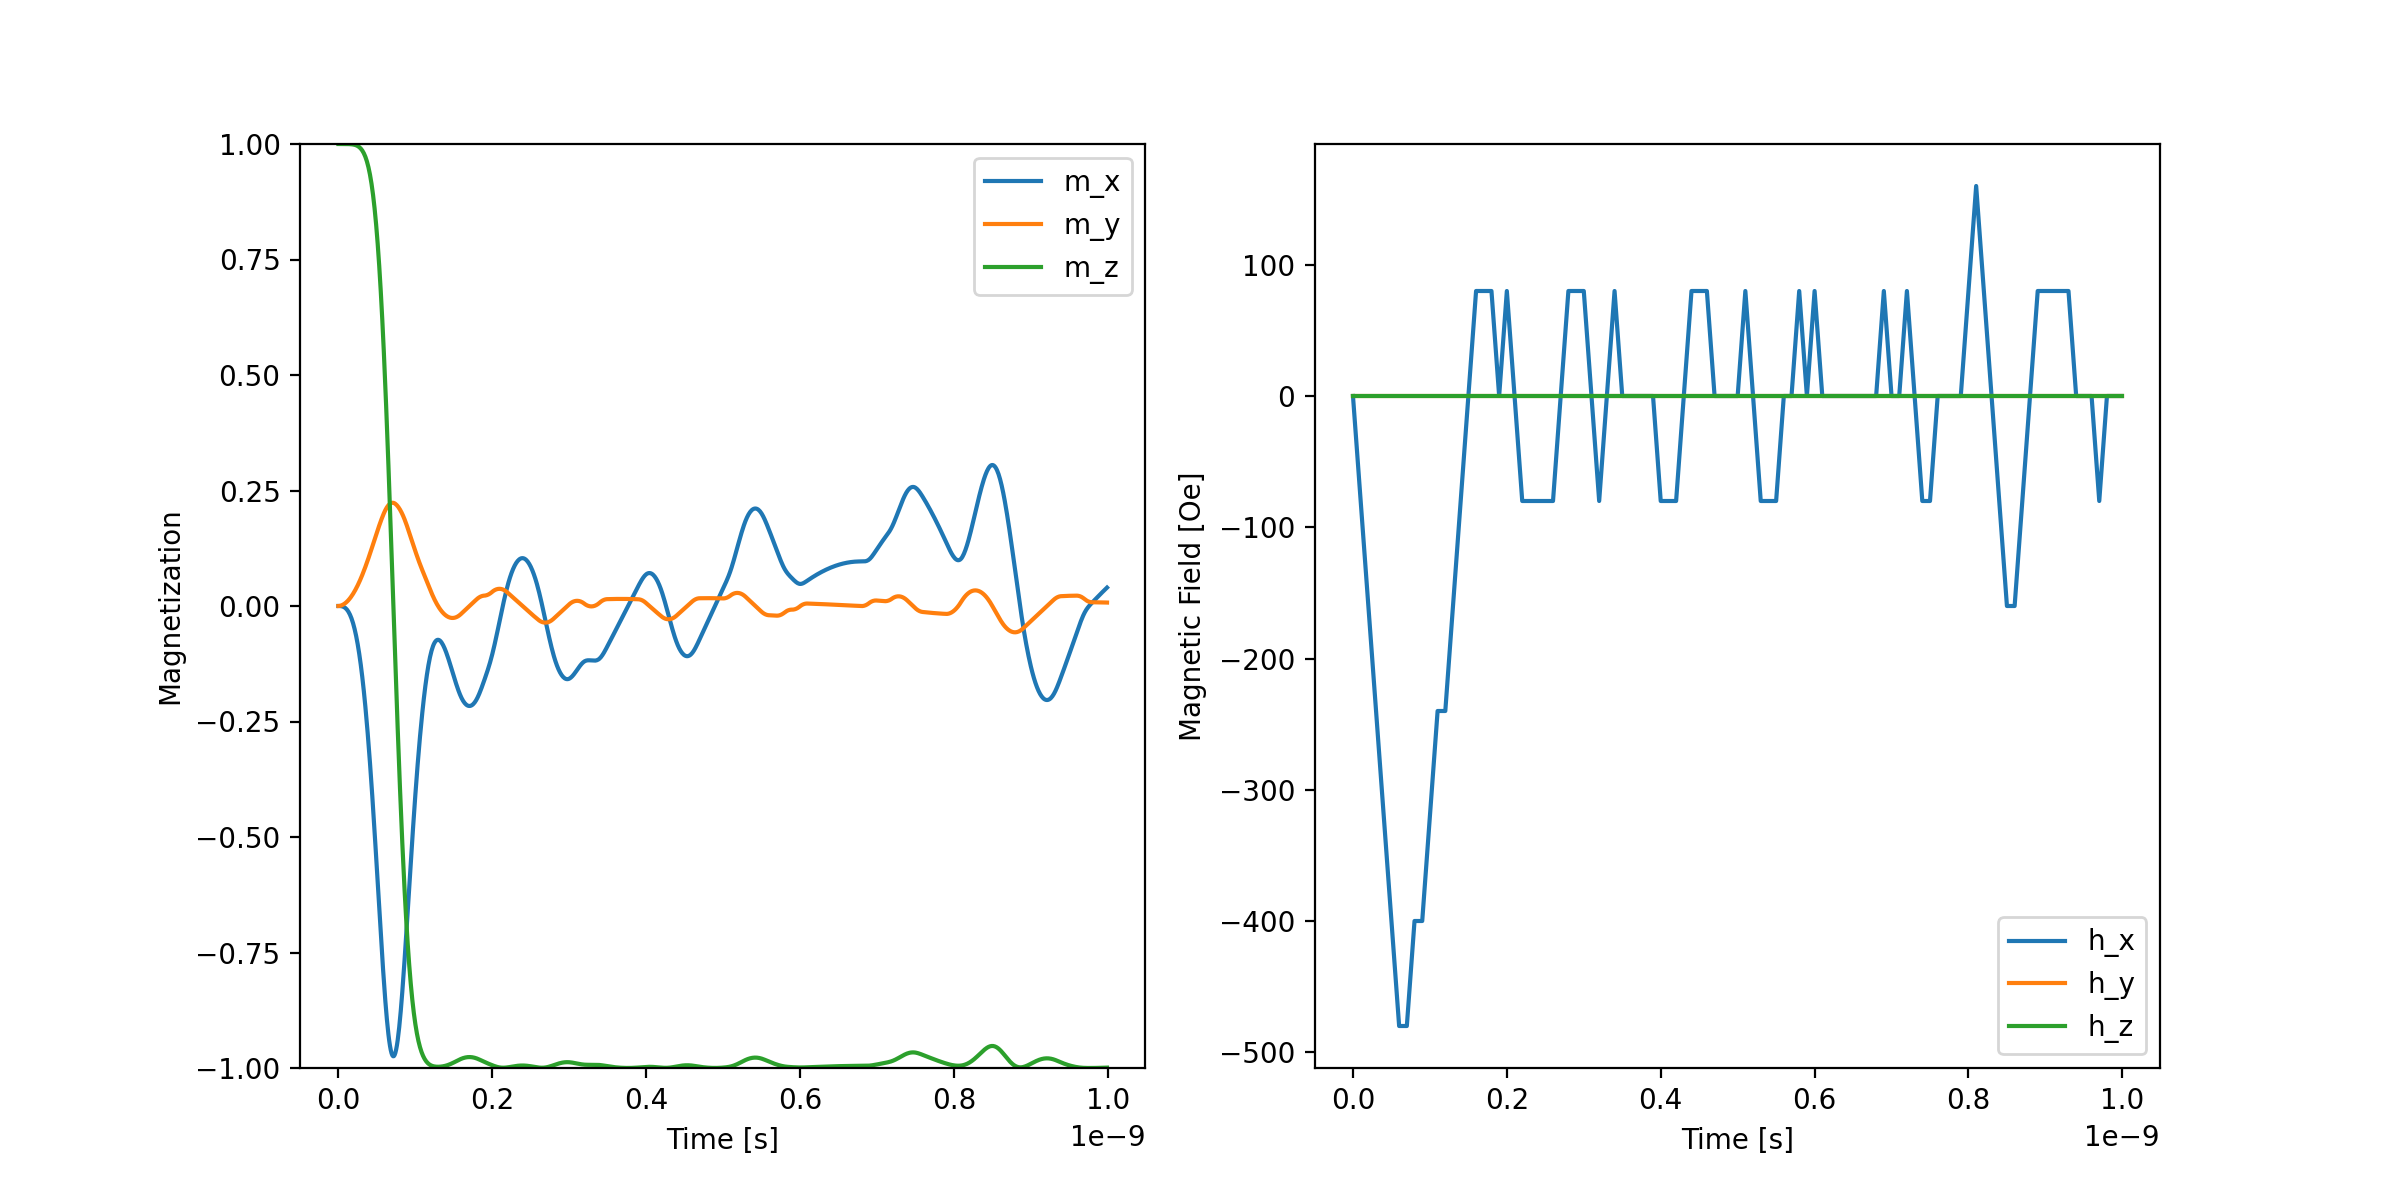 1.00
0.75
0.50
0.25
0.00
−0.25
−0.50
−0.75
−1.00
Magnetization
0.0 0.2 0.4 0.6 0.8 1.0
1e−9
Time [s]
m_x
m_y
m_z
100
0
−100
−200
−300
−400
−500
Magnetic Field [Oe]
0.0 0.2 0.4 0.6 0.8 1.0
1e−9
Time [s]
h_x
h_y
h_z